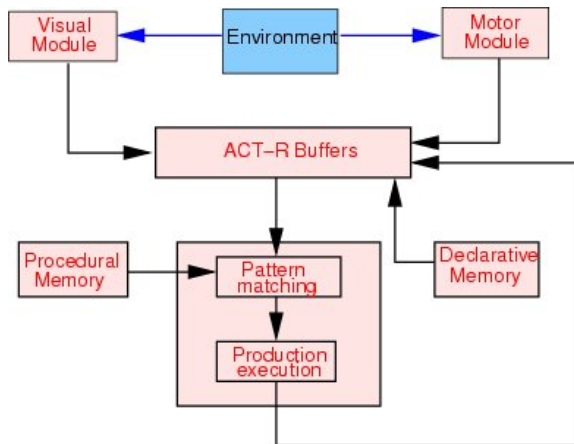 Visual
Module
Environment
Motor
Module
ACT-R Buffers
Procedural
Memory
Pattern
matching
Declarative
Memory
Production
execution